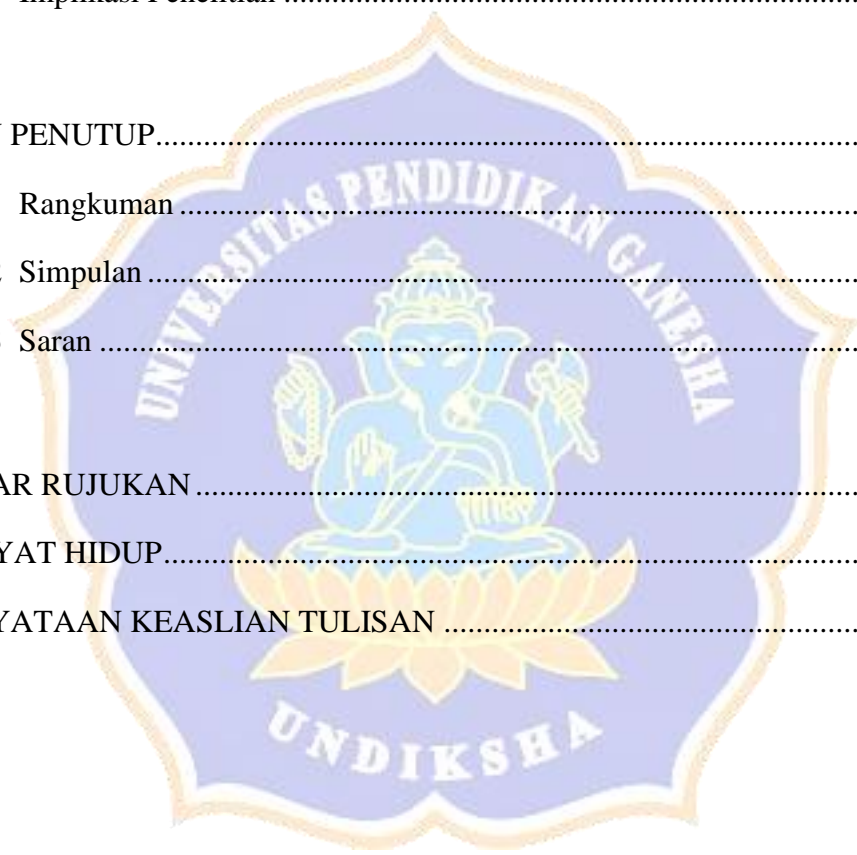 Implikasi Penelitian ........................................................................
PENUTUP.........................................................................................
Rangkuman ......................................................................................
Simpulan ..........................................................................................
Saran ................................................................................................
AR RUJUKAN ...................................................................................
YAT HIDUP.......................................................................................
YATAAN KEASLIAN TULISAN ....................................................
UNIVERSITAS PENDIDIKAN GANESHA
UNDIKSHA